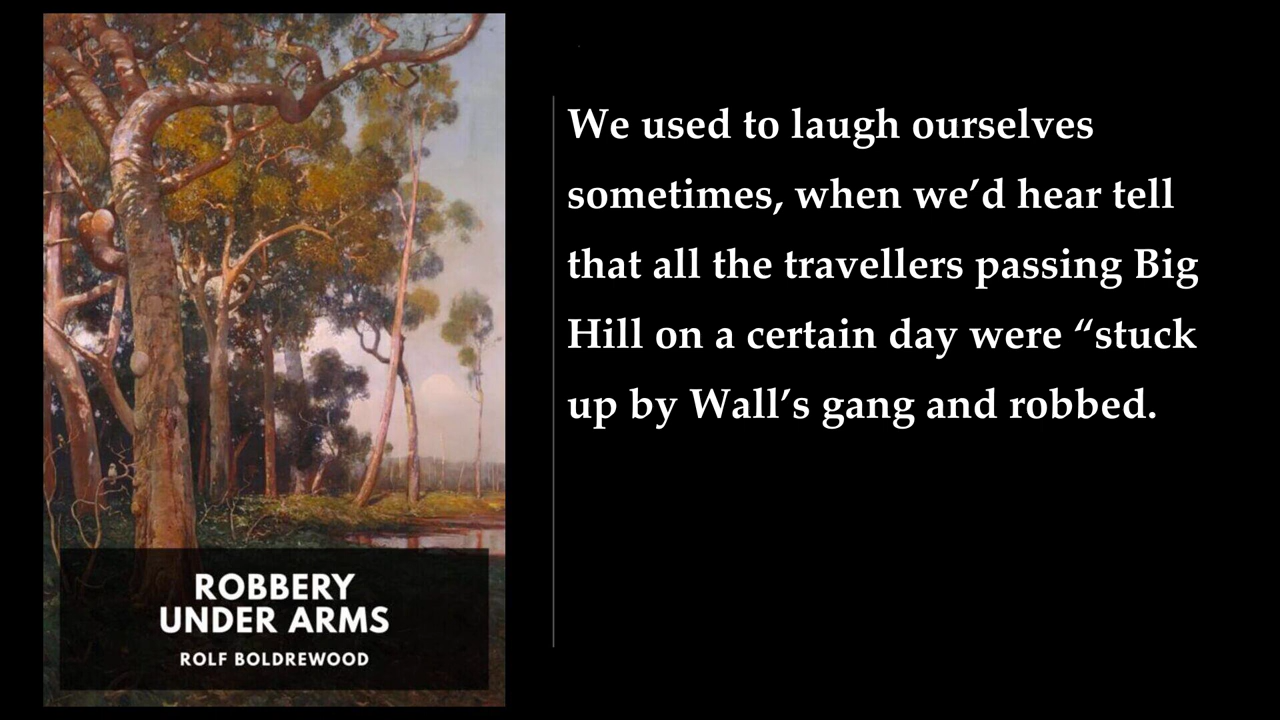 We used to laugh ourselves
sometimes, when we’d hear tell
that all the travellers passing Big
Hill on a certain day were “stuck
up by Wall’s gang and robbed.
ROBBERY
UNDER ARMS
ROLF BOLDREWOOD